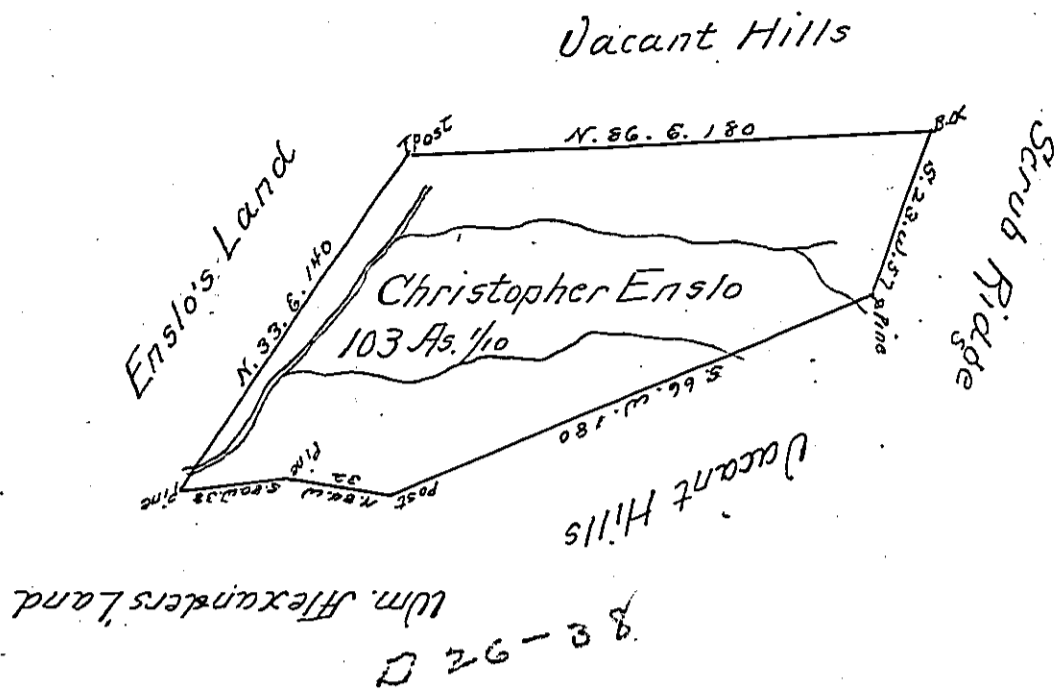 Vacant Hills
Post
N. 86. E. 180
B.O.
S. 23. W. 57
Pine
Scrub Ridge
Enslo's Land
N. 33. E. 140
Christopher Enslo
103 As. 1/10
S. 66. W. 180
Vacant Hills
Post
N. 80. W
32
Pine
S. 80 W. 38
Pine
Wm. Alexanders Land
D 26-38